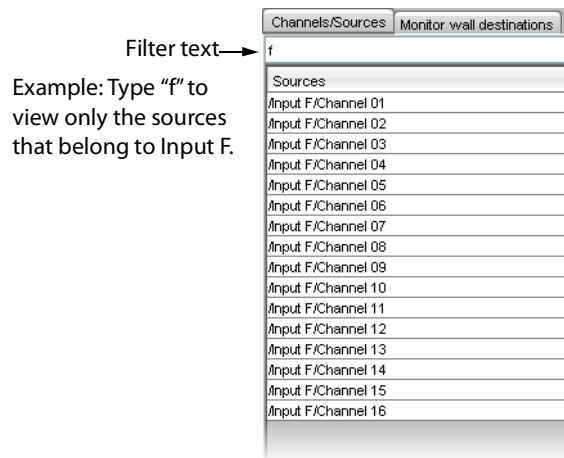 Channels/Sources
Monitor wall destinations
Filter text
f
Example: Type “f” to
view only the sources
that belong to Input F.
Sources
/Input F/Channel 01
/Input F/Channel 02
/Input F/Channel 03
/Input F/Channel 04
/Input F/Channel 05
/Input F/Channel 06
/Input F/Channel 07
/Input F/Channel 08
/Input F/Channel 09
/Input F/Channel 10
/Input F/Channel 11
/Input F/Channel 12
/Input F/Channel 13
/Input F/Channel 14
/Input F/Channel 15
/Input F/Channel 16